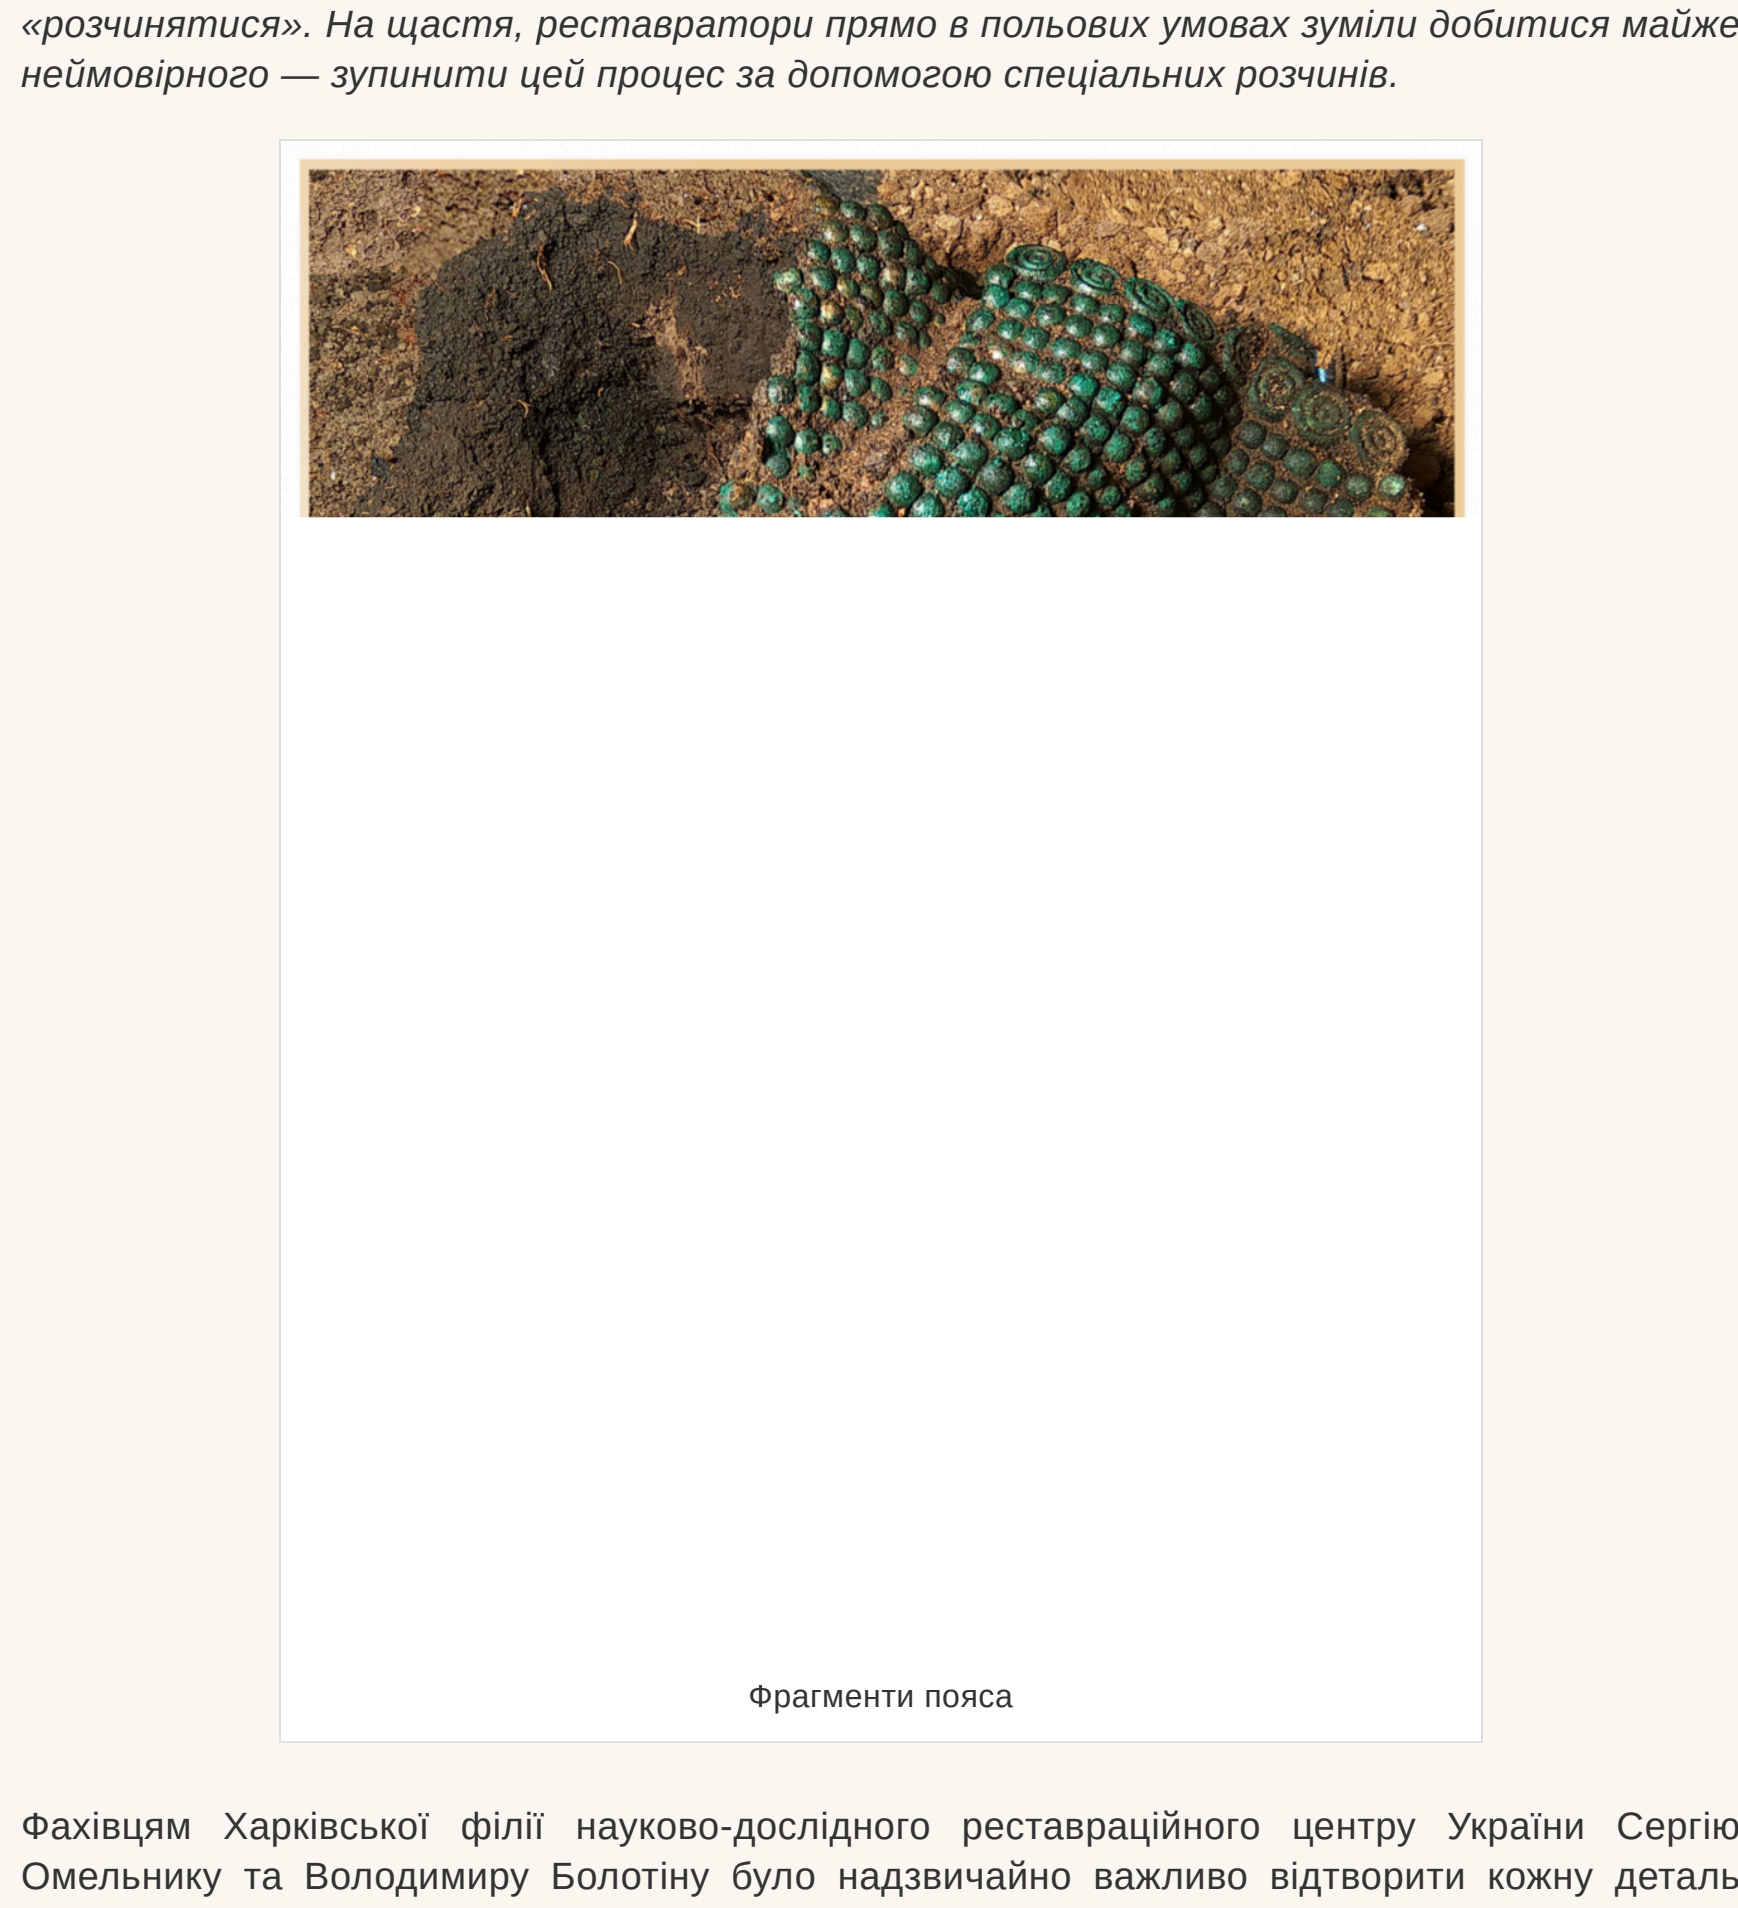 «розчинятися». На щастя, реставратори прямо в польових умовах зуміли добитися майже
неймовірного — зупинити цей процес за допомогою спеціальних розчинів.
Фрагменти пояса
Фахівцям Харківської філії науково-дослідного реставраційного центру України Сергію
Омельнику та Володимиру Болотіну було надзвичайно важливо відтворити кожну деталь